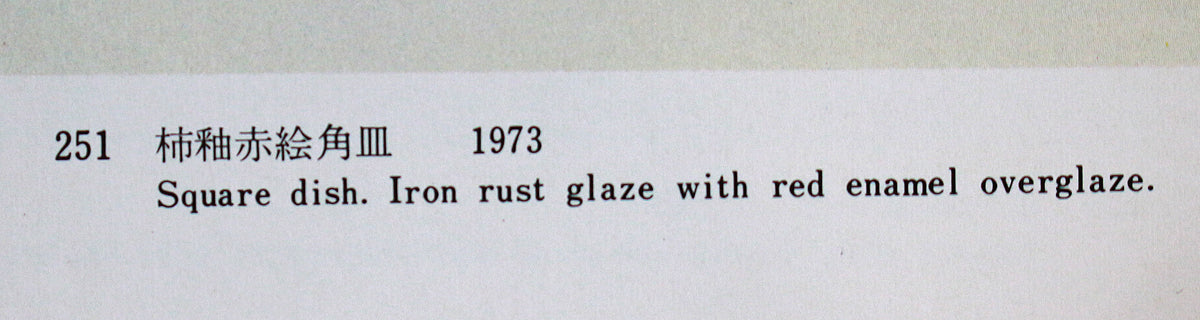 251 柿釉赤絵角皿 1973
Square dish. Iron rust glaze with red enamel overglaze.